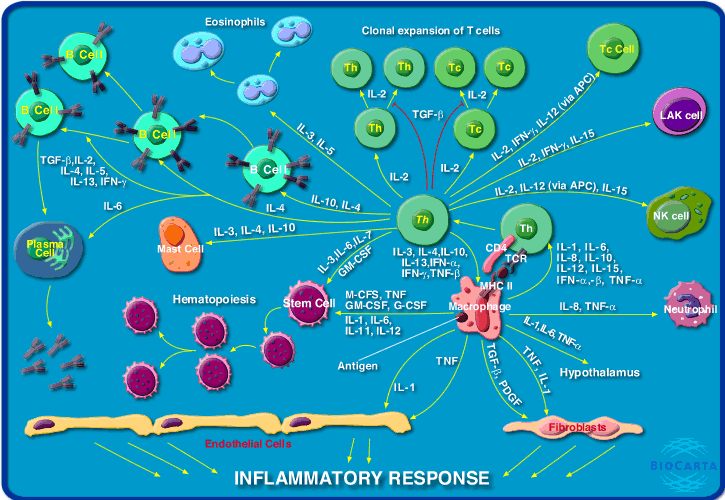 Eosinophils
Clonal expansion of T cells
B Cell
Th
Th
Tc
Tc
Tc Cell
IL-2
IL-2
B Cell
B Cell
TGF-β
Th
Tc
LAK cell
IL-3, IL-5
IL-2, IFN-γ, IL-12 (via APC)
IL-2, IFN-γ, IL-15
TGF-β,IL-2,
IL-4, IL-5,
IL-13, IFN-γ
B Cell
IL-2
IL-2
IL-2, IL-12 (via APC), IL-15
IL-6
IL-4
IL-10, IL-4
Th
Th
NK cell
Plasma
Cell
Mast Cell
IL-3, IL-4, IL-10
IL-3,IL-6,IL-7
GM-CSF
IL-3, IL-4,IL-10,
IL-13,IFN-α,
IFN-γ,TNF-β
CD4
TCR
MHC II
IL-1, IL-6,
IL-8, IL-10,
IL-12, IL-15,
IFN-α,-β, TNF-α
Hematopoiesis
Stem Cell
M-CFS, TNF
GM-CSF, G-CSF
IL-1, IL-6,
IL-11, IL-12
Macrophage
IL-8, TNF-α
Neutrophil
IL-1,IL-6,TNF-α
Antigen
TNF
IL-1
TGF-β, PDGF
TNF, IL-1
Hypothalamus
Endothelial Cells
Fibroblasts
INFLAMMATORY RESPONSE
BIOCARTA